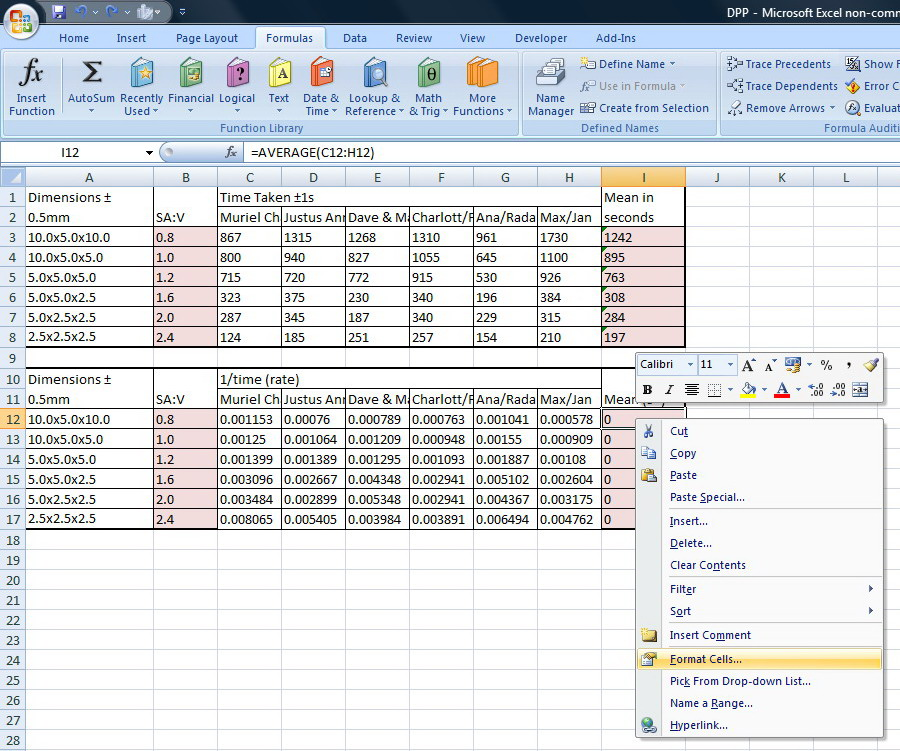 DPP - Microsoft Excel non-comm
Home Insert Page Layout Formulas Data Review View Developer Add-Ins
Insert Function
AutoSum
Recently Used
Financial
Logical
Text
Date & Time
Lookup & Reference
Math & Trig
More Functions
Function Library
Name Manager
Define Name
Use in Formula
Create from Selection
Defined Names
Trace Precedents
Trace Dependents
Remove Arrows
Show F
Error C
Evaluat
Formula Auditi
I12 fx =AVERAGE(C12:H12)
A B C D E F G H I J K L
1 Dimensions ± Time Taken ±1s Mean in
2 0.5mm SA:V Muriel Ch Justus Ann Dave & Ma Charlott/F Ana/Rada Max/Jan seconds
3 10.0x5.0x10.0 0.8 867 1315 1268 1310 961 1730 1242
4 10.0x5.0x5.0 1.0 800 940 827 1055 645 1100 895
5 5.0x5.0x5.0 1.2 715 720 772 915 530 926 763
6 5.0x5.0x2.5 1.6 323 375 230 340 196 384 308
7 5.0x2.5x2.5 2.0 287 345 187 340 229 315 284
8 2.5x2.5x2.5 2.4 124 185 251 257 154 210 197
9
10 Dimensions ± 1/time (rate)
11 0.5mm SA:V Muriel Ch Justus Ann Dave & Ma Charlott/F Ana/Rada Max/Jan Mean
12 10.0x5.0x10.0 0.8 0.001153 0.00076 0.000789 0.000763 0.001041 0.000578 0
13 10.0x5.0x5.0 1.0 0.00125 0.001064 0.001209 0.000948 0.00155 0.000909 0
14 5.0x5.0x5.0 1.2 0.001399 0.001389 0.001295 0.001093 0.001887 0.00108 0
15 5.0x5.0x2.5 1.6 0.003096 0.002667 0.004348 0.002941 0.005102 0.002604 0
16 5.0x2.5x2.5 2.0 0.003484 0.002899 0.005348 0.002941 0.004367 0.003175 0
17 2.5x2.5x2.5 2.4 0.008065 0.005405 0.003984 0.003891 0.006494 0.004762 0
18
19
20
21
22
23
24
25
26
27
28
Calibri 11 A A % ,
B I A .00 .00
Cut
Copy
Paste
Paste Special...
Insert...
Delete...
Clear Contents
Filter
Sort
Insert Comment
Format Cells...
Pick From Drop-down List...
Name a Range...
Hyperlink...